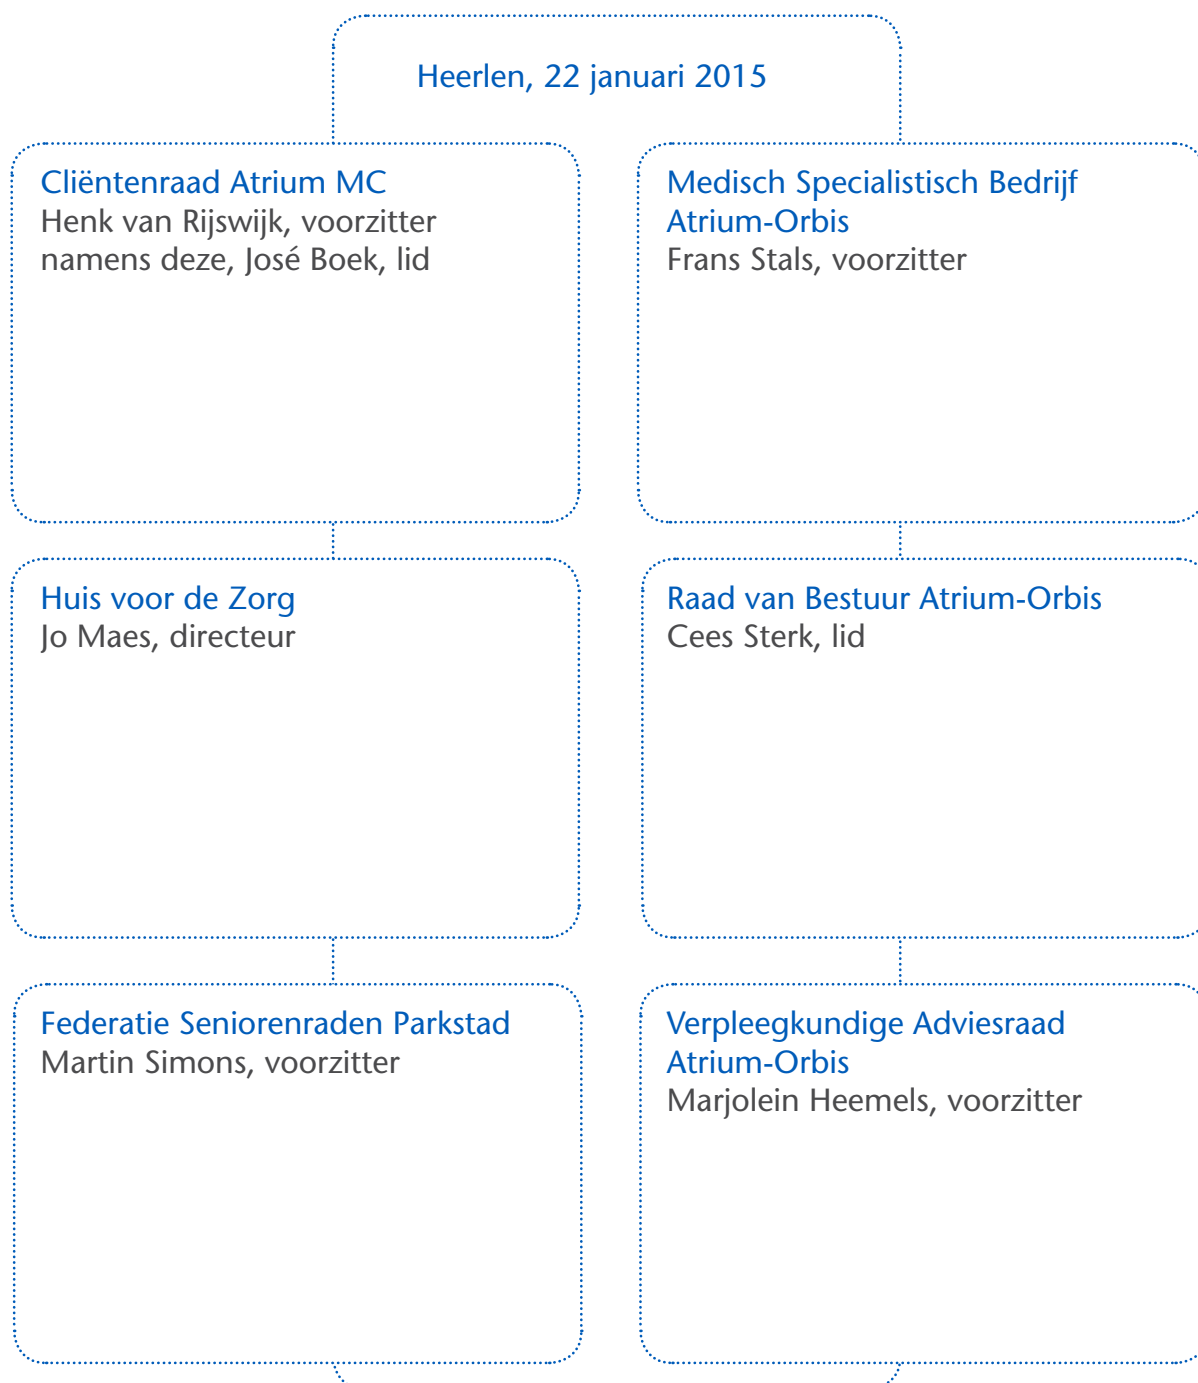 Heerlen, 22 januari 2015
Cliëntenraad Atrium MC
Henk van Rijswijk, voorzitter
namens deze, José Boek, lid
Medisch Specialistisch Bedrijf
Atrium-Orbis
Frans Stals, voorzitter
Huis voor de Zorg
Jo Maes, directeur
Raad van Bestuur Atrium-Orbis
Cees Sterk, lid
Federatie Seniorenraden Parkstad
Martin Simons, voorzitter
Verpleegkundige Adviesraad
Atrium-Orbis
Marjolein Heemels, voorzitter